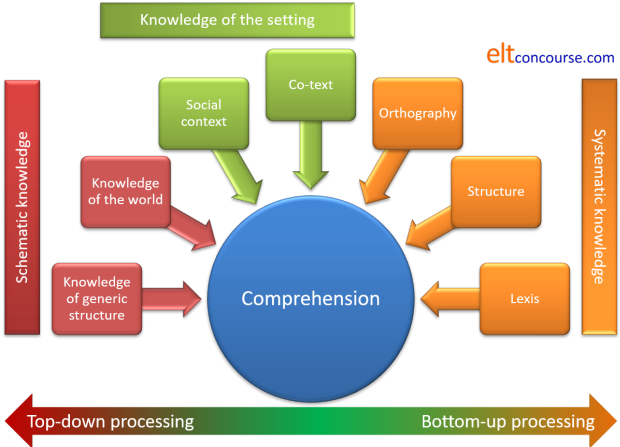 Knowledge of the setting
eltconcourse.com
Co-text
Social
context
Orthography
Knowledge
of the world
Structure
Schematic knowledge
Systematic knowledge
Knowledge
of generic
structure
Comprehension
Lexis
Top-down processing
Bottom-up processing